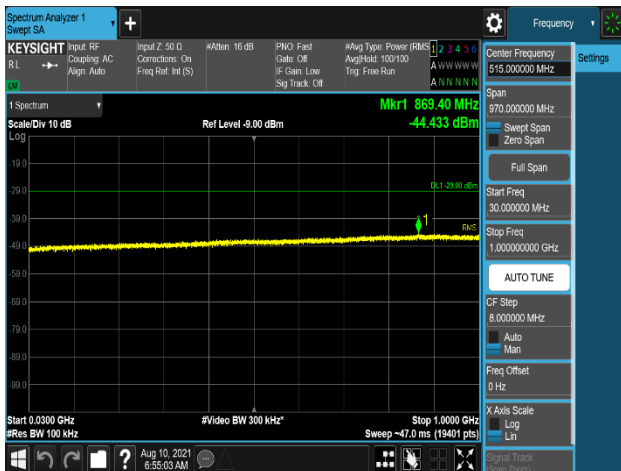 Spectrum Analyzer 1
Swept SA
+
Frequency
KEYSIGHT
RL
Input: RF
Coupling: AC
Align: Auto
Input Z: 50 Ω
Corrections: On
Freq Ref: Int (S)
#Atten: 16 dB
PNO: Fast
Gate: Off
IF Gain: Low
Sig Track: Off
#Avg Type: Power (RMS
Avg|Hold: 100/100
Trig: Free Run
1 2 3 4 5 6
A W W W W W
A N N N N N
1 Spectrum
Scale/Div 10 dB
Log
Ref Level -9.00 dBm
Mkr1 869.40 MHz
-44.433 dBm
-19.0
-29.0
-39.0
-49.0
-59.0
-69.0
-79.0
-89.0
-99.0
DL1 -29.00 dBm
1
RMS
Start 0.0300 GHz
#Res BW 100 kHz
#Video BW 300 kHz*
Stop 1.0000 GHz
Sweep ~47.0 ms (19401 pts)
?
Aug 10, 2021
6:55:03 AM
Center Frequency
515.000000 MHz
Settings
Span
970.000000 MHz
Swept Span
Zero Span
Full Span
Start Freq
30.000000 MHz
Stop Freq
1.000000000 GHz
AUTO TUNE
CF Step
8.000000 MHz
Auto
Man
Freq Offset
0 Hz
X Axis Scale
Log
Lin
Signal Track
(Span Zoom)